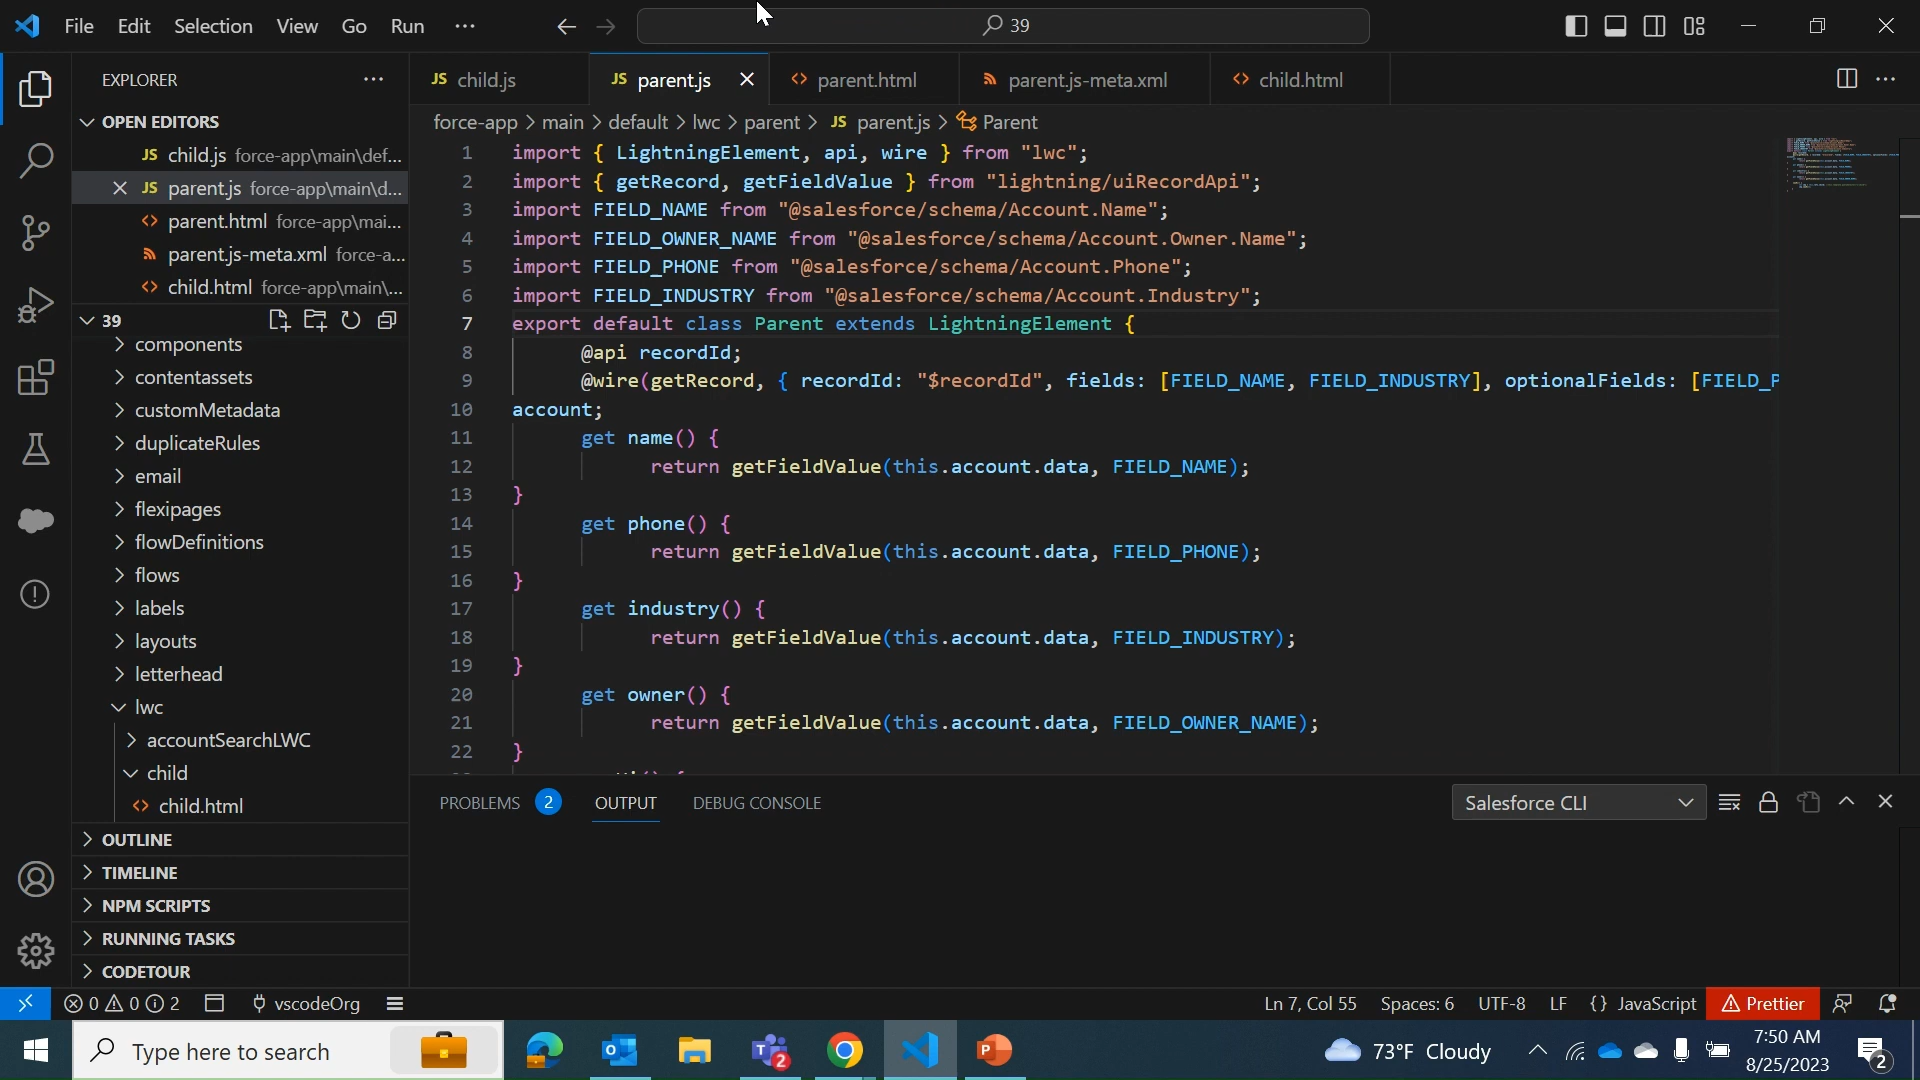 File Edit Selection View Go Run ...
39
EXPLORER
OPEN EDITORS
JS child.js force-app\main\def...
JS parent.js force-app\main\d...
parent.html force-app\mai...
parent.js-meta.xml force-a...
child.html force-app\main\...
39
components
contentassets
customMetadata
duplicateRules
email
flexipages
flowDefinitions
flows
labels
layouts
letterhead
lwc
accountSearchLWC
child
child.html
OUTLINE
TIMELINE
NPM SCRIPTS
RUNNING TASKS
CODETOUR
JS child.js JS parent.js parent.html parent.js-meta.xml child.html
force-app > main > default > lwc > parent > JS parent.js > Parent
1 import { LightningElement, api, wire } from "lwc";
2 import { getRecord, getFieldValue } from "lightning/uiRecordApi";
3 import FIELD_NAME from "@salesforce/schema/Account.Name";
4 import FIELD_OWNER_NAME from "@salesforce/schema/Account.Owner.Name";
5 import FIELD_PHONE from "@salesforce/schema/Account.Phone";
6 import FIELD_INDUSTRY from "@salesforce/schema/Account.Industry";
7 export default class Parent extends LightningElement {
8 @api recordId;
9 @wire(getRecord, { recordId: "$recordId", fields: [FIELD_NAME, FIELD_INDUSTRY], optionalFields: [FIELD_P
10 account;
11 get name() {
12 return getFieldValue(this.account.data, FIELD_NAME);
13 }
14 get phone() {
15 return getFieldValue(this.account.data, FIELD_PHONE);
16 }
17 get industry() {
18 return getFieldValue(this.account.data, FIELD_INDUSTRY);
19 }
20 get owner() {
21 return getFieldValue(this.account.data, FIELD_OWNER_NAME);
22 }
PROBLEMS 2 OUTPUT DEBUG CONSOLE
Salesforce CLI
0 0 2 vscodeOrg
Ln 7, Col 55 Spaces: 6 UTF-8 LF {} JavaScript Prettier
Type here to search
2
73°F Cloudy
7:50 AM
8/25/2023
2